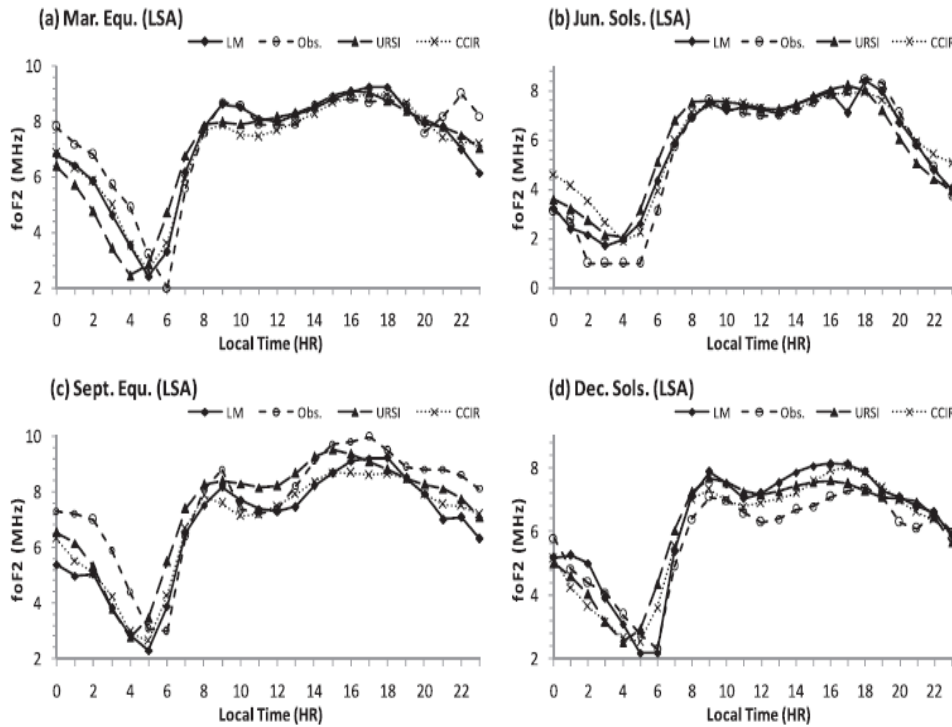 (a) Mar. Equ. (LSA)
LM Obs. URSI CCIR
10
8
6
4
2
foF2 (MHz)
0 2 4 6 8 10 12 14 16 18 20 22
Local Time (HR)
(b) Jun. Sols. (LSA)
LM Obs. URSI CCIR
8
6
4
2
0
foF2 (MHz)
0 2 4 6 8 10 12 14 16 18 20 22
Local Time (HR)
(c) Sept. Equ. (LSA)
LM Obs. URSI CCIR
10
8
6
4
2
foF2 (MHz)
0 2 4 6 8 10 12 14 16 18 20 22
Local Time (HR)
(d) Dec. Sols. (LSA)
LM Obs. URSI CCIR
8
6
4
2
foF2 (MHz)
0 2 4 6 8 10 12 14 16 18 20 22
Local Time (HR)